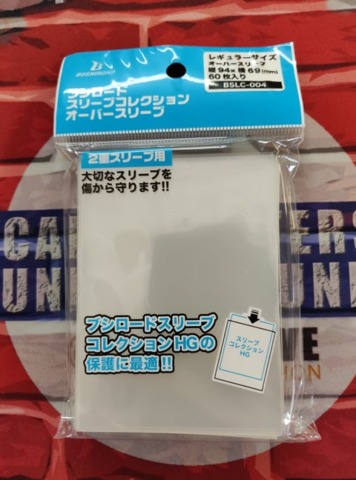 BUSHIROAD
ブシロード
スリーブコレクション
オーバースリーブ
レギュラーサイズ
オーバースリーブ
縦94×横69(mm)
60枚入り
BSLC-004
2重スリーブ用
大切なスリーブを
傷から守ります!!
ブシロードスリーブ
コレクションHGの
保護に最適!!
スリーブ
コレクション
HG